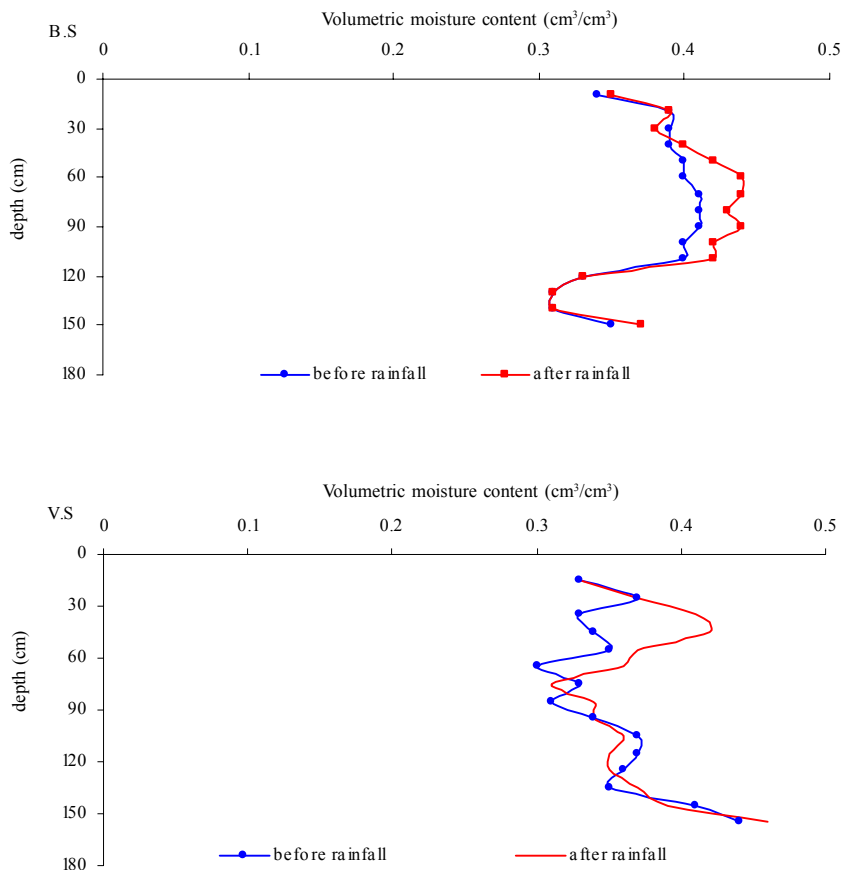 Volumetric moisture content (cm³/cm³)
B.S
0 0.1 0.2 0.3 0.4 0.5
0
30
60
90
120
150
180
depth (cm)
before rainfall after rainfall
Volumetric moisture content (cm³/cm³)
V.S
0 0.1 0.2 0.3 0.4 0.5
0
30
60
90
120
150
180
depth (cm)
before rainfall after rainfall